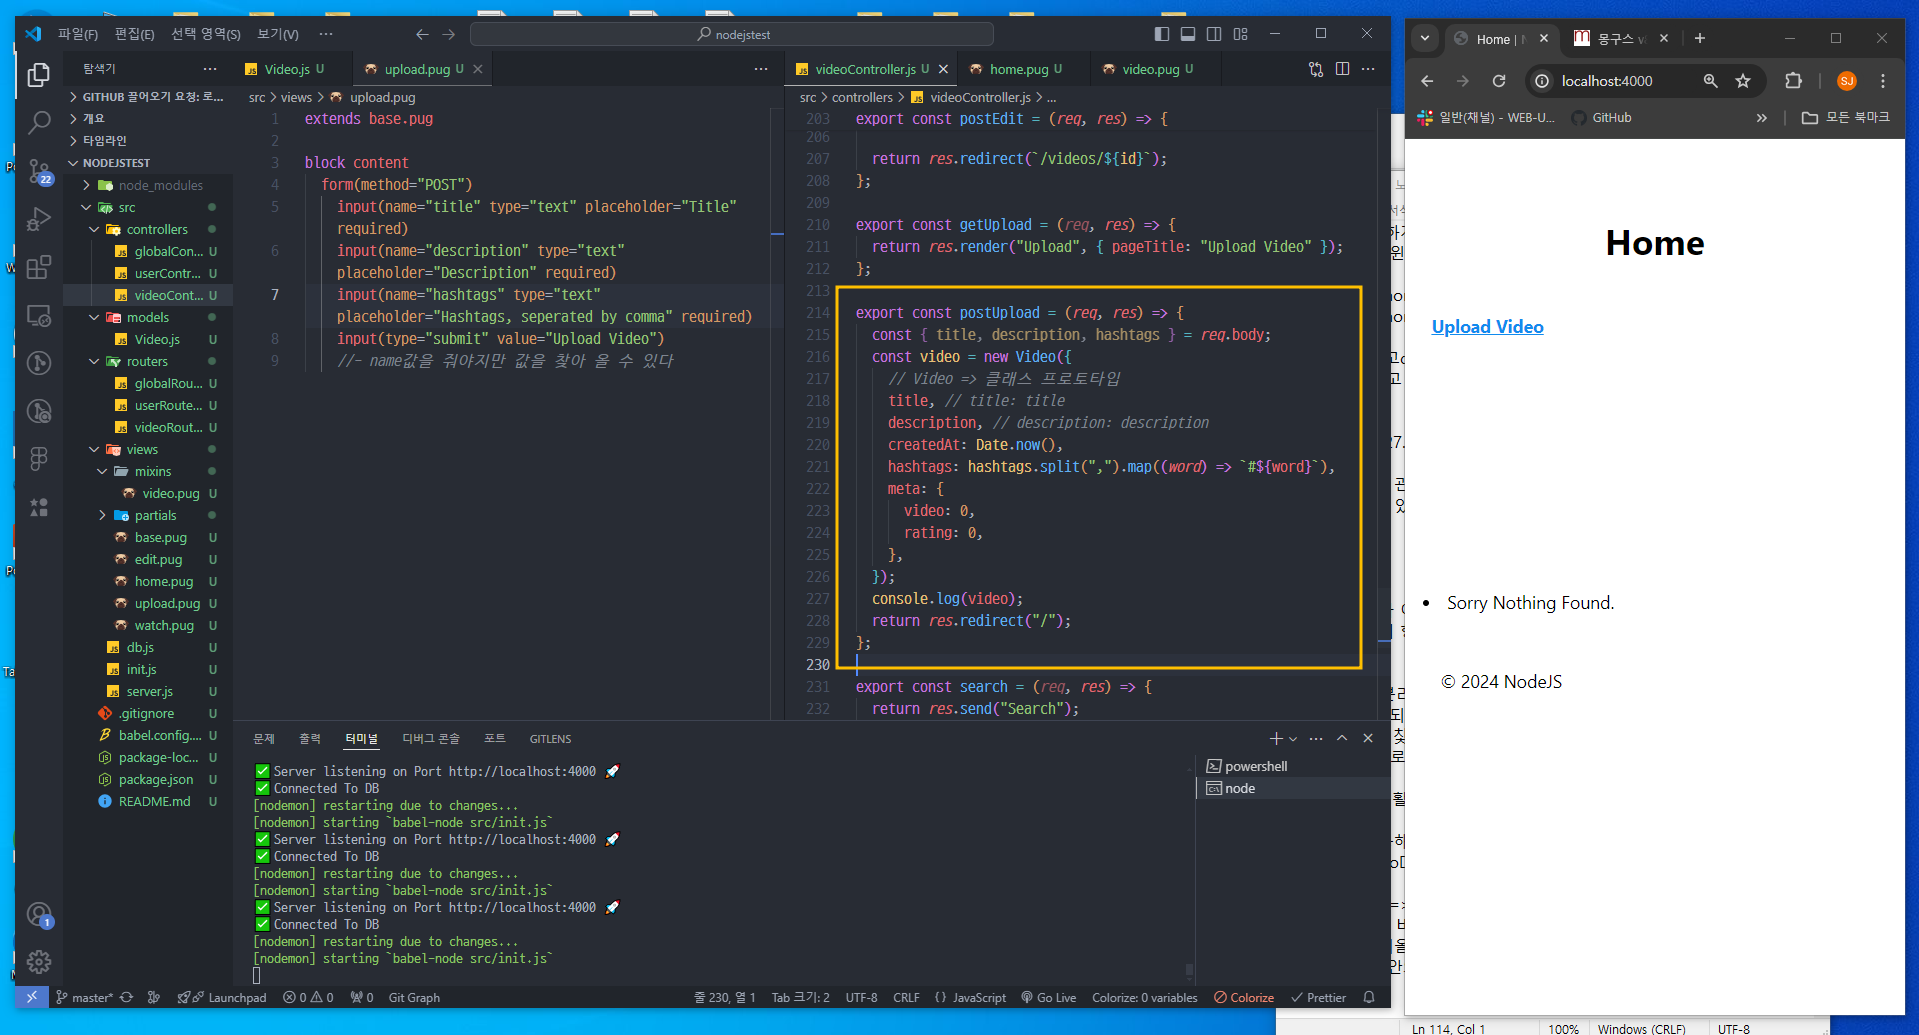 파일(F) 편집(E) 선택 영역(S) 보기(V) ··· nodejstest
탐색기 ···
GITHUB 끌어오기 요청: 로...
개요
타임라인
NODEJSTEST
node_modules
src
controllers
globalCon... U
userContr... U
videoCont... U
models
Video.js U
routers
globalRou... U
userRoute... U
videoRout... U
views
mixins
video.pug U
partials
base.pug U
edit.pug U
home.pug U
upload.pug U
watch.pug U
db.js U
init.js U
server.js U
.gitignore U
babel.config.... U
package-loc... U
package.json U
README.md U
22
1
Video.js U upload.pug U
src > views > upload.pug
1 extends base.pug
2
3 block content
4 form(method="POST")
5 input(name="title" type="text" placeholder="Title"
required)
6 input(name="description" type="text"
placeholder="Description" required)
7 input(name="hashtags" type="text"
placeholder="Hashtags, seperated by comma" required)
8 input(type="submit" value="Upload Video")
9 //- name값을 줘야지만 값을 찾아 올 수 있다
videoController.js U home.pug U video.pug U
src > controllers > videoController.js > ...
203 export const postEdit = (req, res) => {
206
207 return res.redirect(`/videos/${id}`);
208 };
209
210 export const getUpload = (req, res) => {
211 return res.render("Upload", { pageTitle: "Upload Video" });
212 };
213
214 export const postUpload = (req, res) => {
215 const { title, description, hashtags } = req.body;
216 const video = new Video({
217 // Video => 클래스 프로토타입
218 title, // title: title
219 description, // description: description
220 createdAt: Date.now(),
221 hashtags: hashtags.split(",").map((word) => `#${word}`),
222 meta: {
223 video: 0,
224 rating: 0,
225 },
226 });
227 console.log(video);
228 return res.redirect("/");
229 };
230
231 export const search = (req, res) => {
232 return res.send("Search");
문제 출력 터미널 디버그 콘솔 포트 GITLENS
✅ Server listening on Port http://localhost:4000 🚀
✅ Connected To DB
[nodemon] restarting due to changes...
[nodemon] starting `babel-node src/init.js`
✅ Server listening on Port http://localhost:4000 🚀
✅ Connected To DB
[nodemon] restarting due to changes...
[nodemon] starting `babel-node src/init.js`
✅ Server listening on Port http://localhost:4000 🚀
✅ Connected To DB
[nodemon] restarting due to changes...
[nodemon] starting `babel-node src/init.js`
powershell
node
master* Launchpad 0 0 0 Git Graph 줄 230, 열 1 Tab 크기: 2 UTF-8 CRLF {} JavaScript Go Live Colorize: 0 variables Colorize Prettier
Home | 몽구스
localhost:4000 SJ
일반(채널) - WEB-U... GitHub » 모든 북마크
Home
Upload Video
• Sorry Nothing Found.
© 2024 NodeJS
Ln 114, Col 1 100% Windows (CRLF) UTF-8